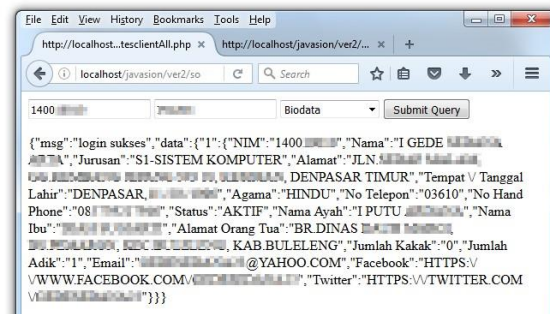 File Edit View History Bookmarks Tools Help
http://localhost...tesclientAll.php × http://localhost/javasion/ver2/... × +
localhost/javasion/ver2/so Search
1400 Biodata Submit Query
{"msg":"login sukses","data":{"1":{"NIM":"1400 ","Nama":"I GEDE
","Jurusan":"S1-SISTEM KOMPUTER","Alamat":"JLN.
, DENPASAR TIMUR","Tempat \/ Tanggal
Lahir":"DENPASAR, ","Agama":"HINDU","No Telepon":"03610","No Hand
Phone":"08 ","Status":"AKTIF","Nama Ayah":"I PUTU ","Nama
Ibu":" ","Alamat Orang Tua":"BR.DINAS
, KAB.BULELENG","Jumlah Kakak":"0","Jumlah
Adik":"1","Email":" @YAHOO.COM","Facebook":"HTTPS:\/
\/WWW.FACEBOOK.COM\/ ","Twitter":"HTTPS:\/\/TWITTER.COM
\/ "}}}